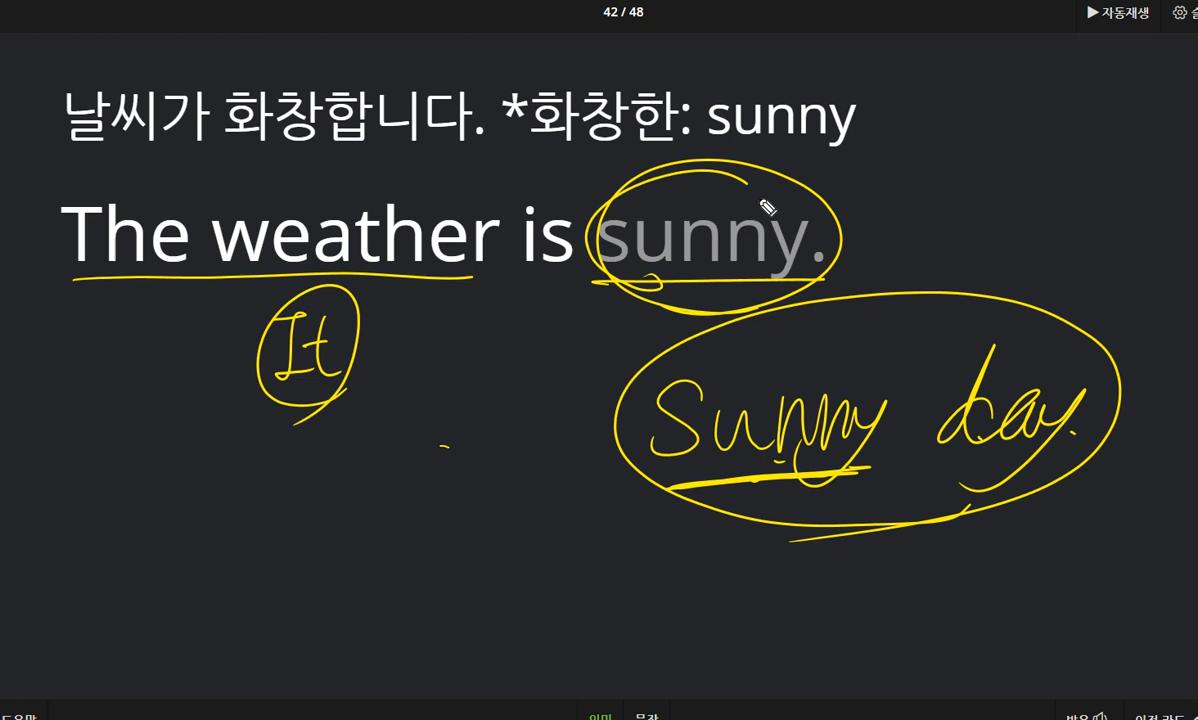 42 / 48
▶ 자동재생
날씨가 화창합니다. *화창한: sunny
The weather is sunny.
It
sunny day.